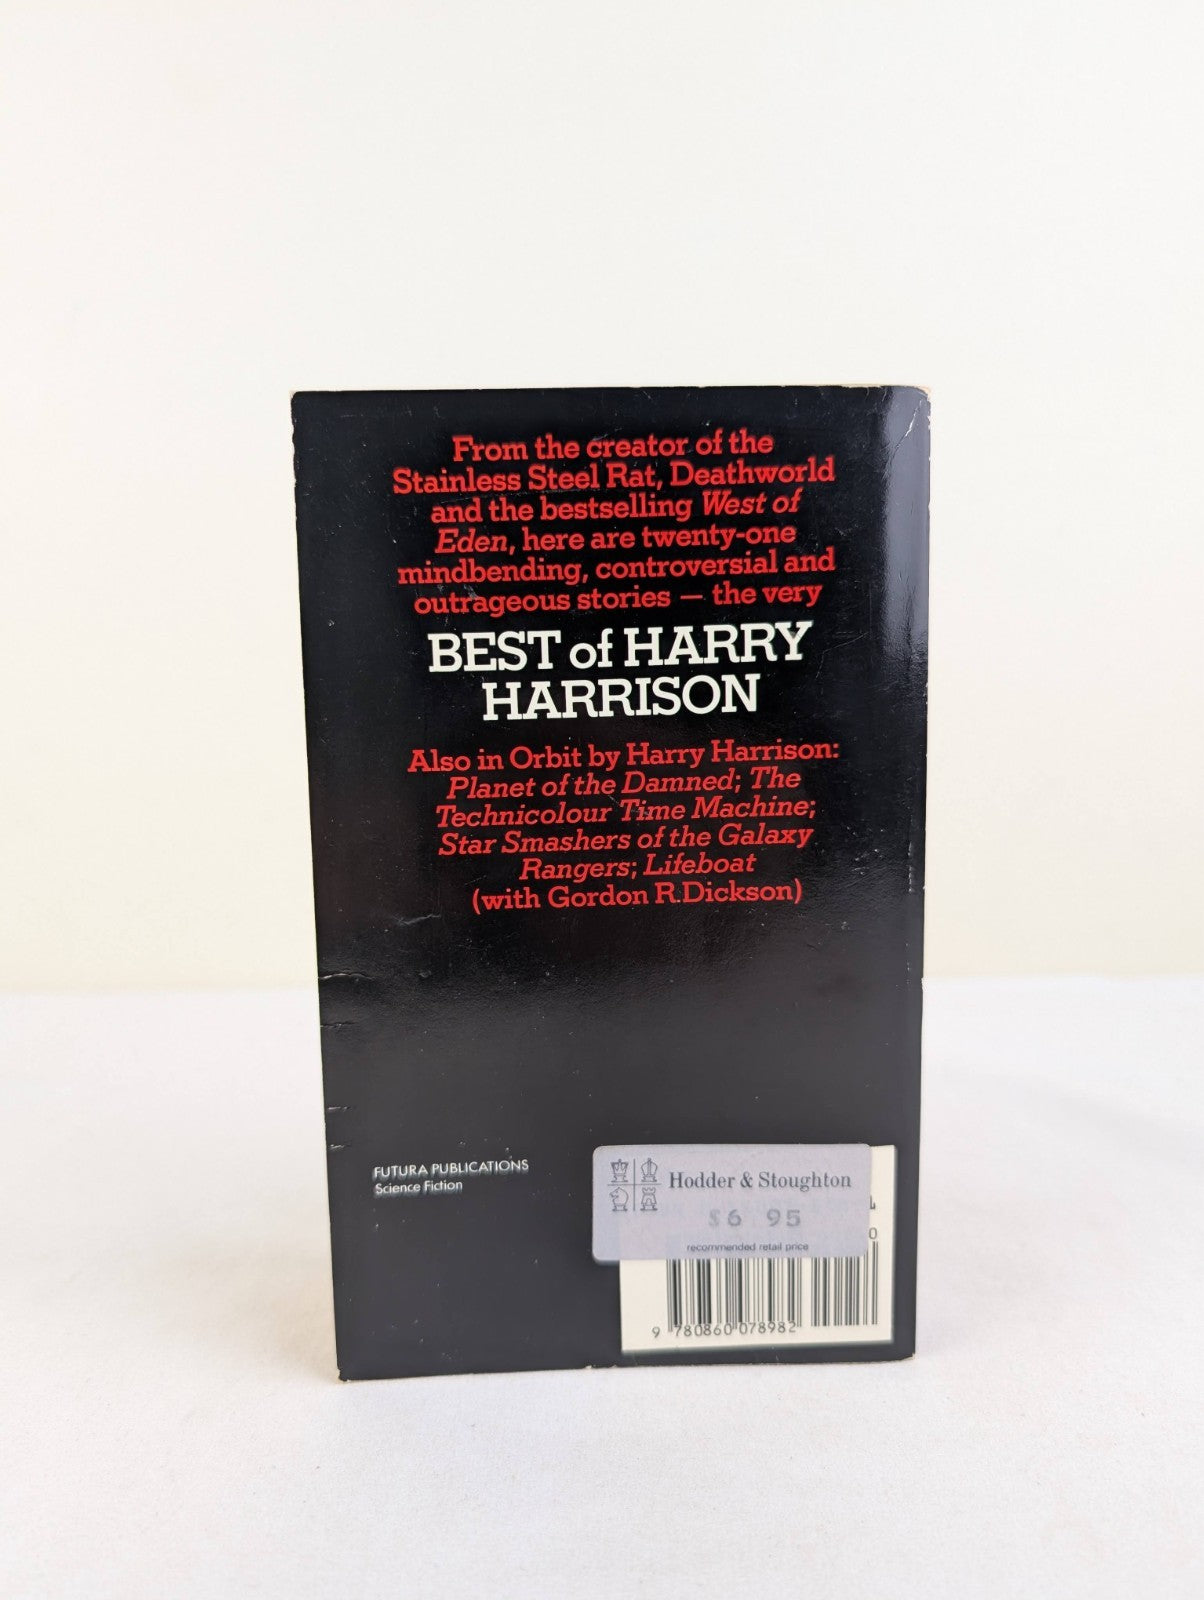 From the creator of the
Stainless Steel Rat, Deathworld
and the bestselling West of
Eden, here are twenty-one
mindbending, controversial and
outrageous stories — the very
BEST of HARRY
HARRISON
Also in Orbit by Harry Harrison:
Planet of the Damned; The
Technicolour Time Machine;
Star Smashers of the Galaxy
Rangers; Lifeboat
(with Gordon R.Dickson)
FUTURA PUBLICATIONS
Science Fiction
Hodder & Stoughton
$6 95
recommended retail price
0
9 780860 078982